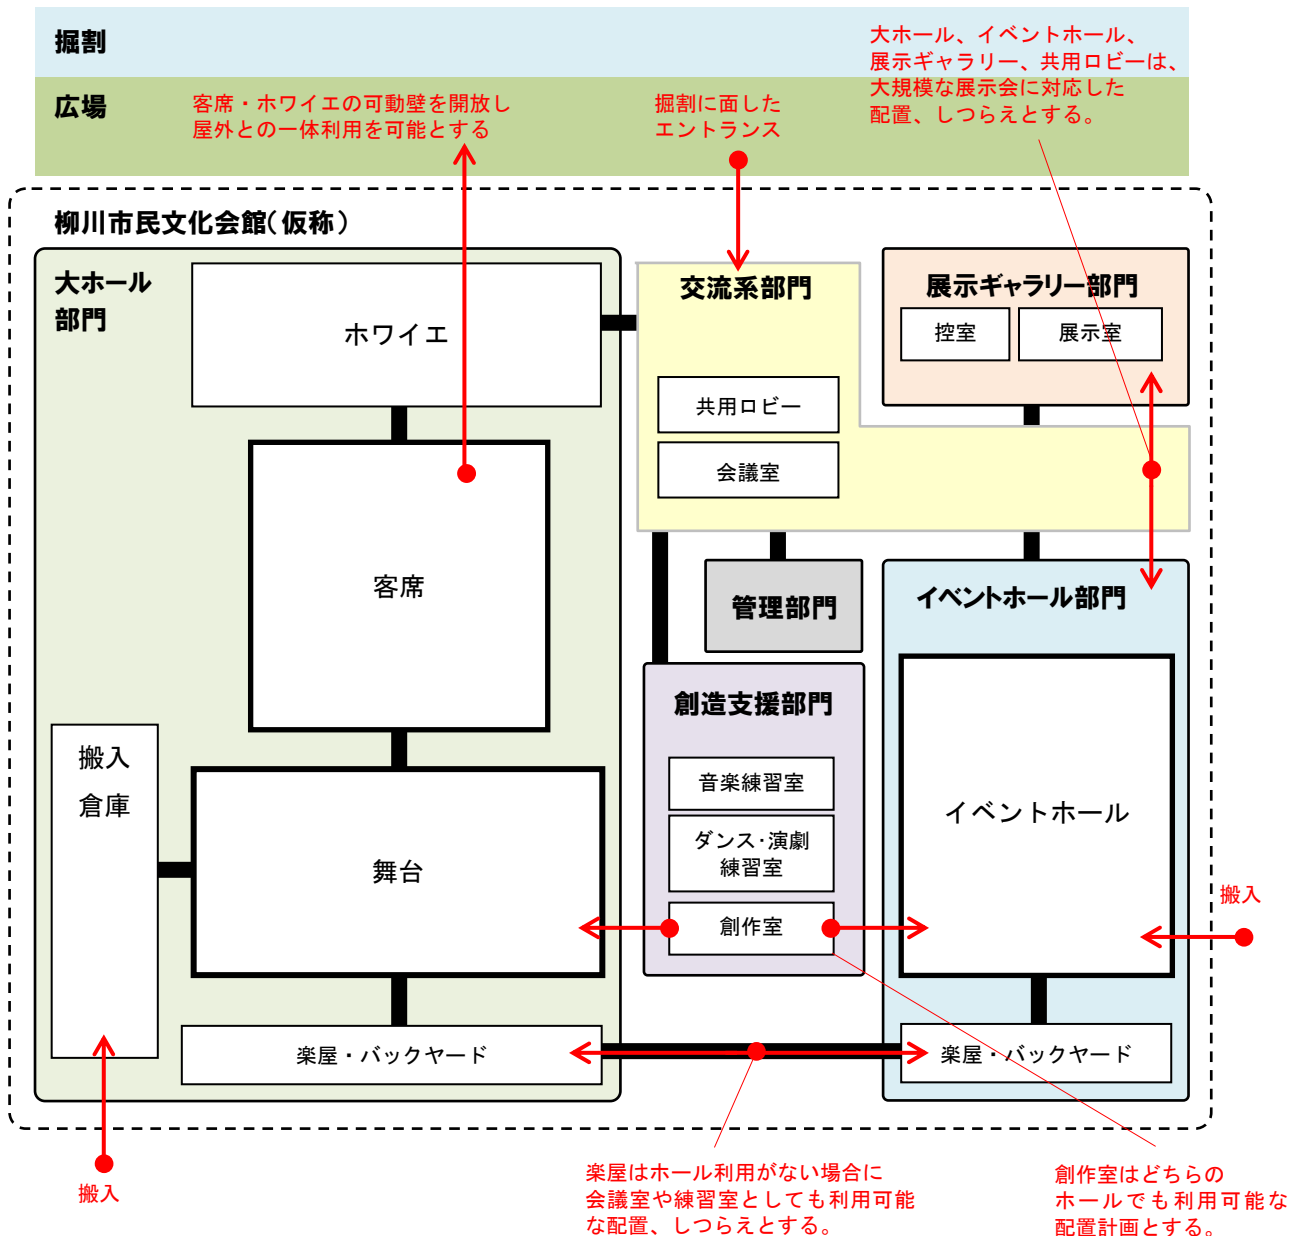 掘割
広場
客席・ホワイエの可動壁を開放し
屋外との一体利用を可能とする
掘割に面した
エントランス
大ホール、イベントホール、
展示ギャラリー、共用ロビーは、
大規模な展示会に対応した
配置、しつらえとする。
柳川市民文化会館（仮称）
大ホール
部門
ホワイエ
客席
搬入
倉庫
舞台
楽屋・バックヤード
交流系部門
共用ロビー
会議室
展示ギャラリー部門
控室
展示室
管理部門
創造支援部門
音楽練習室
ダンス・演劇
練習室
創作室
イベントホール部門
イベントホール
楽屋・バックヤード
搬入
搬入
楽屋はホール利用がない場合に
会議室や練習室としても利用可能
な配置、しつらえとする。
創作室はどちらの
ホールでも利用可能な
配置計画とする。